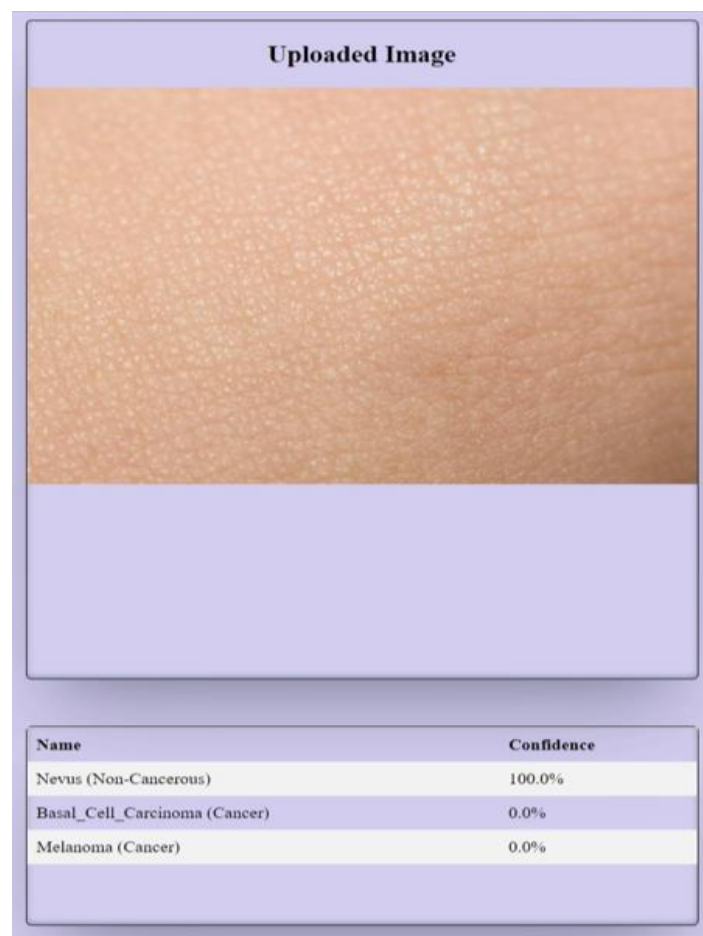 Uploaded Image
Name Confidence
Nevus (Non-Cancerous) 100.0%
Basal_Cell_Carcinoma (Cancer) 0.0%
Melanoma (Cancer) 0.0%